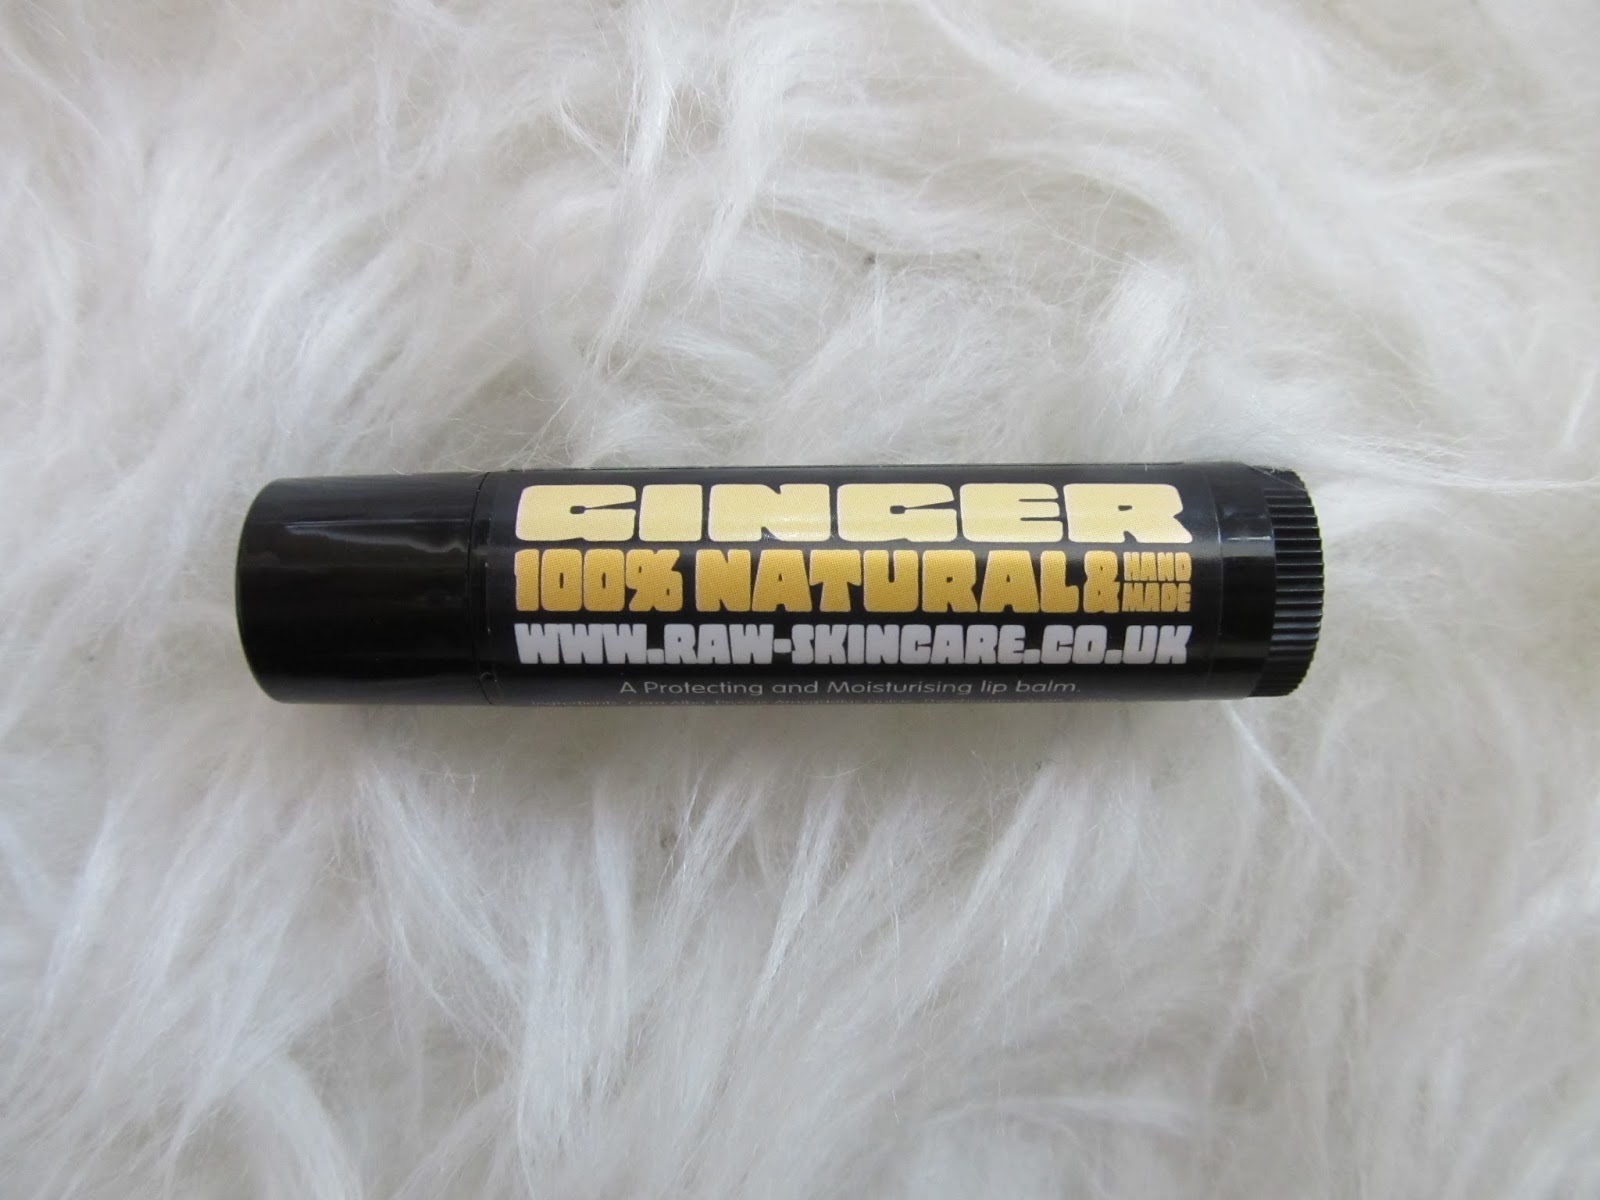 GINGER
100% NATURAL & HAND MADE
WWW.RAW-SKINCARE.CO.UK
A Protecting and Moisturising lip balm.